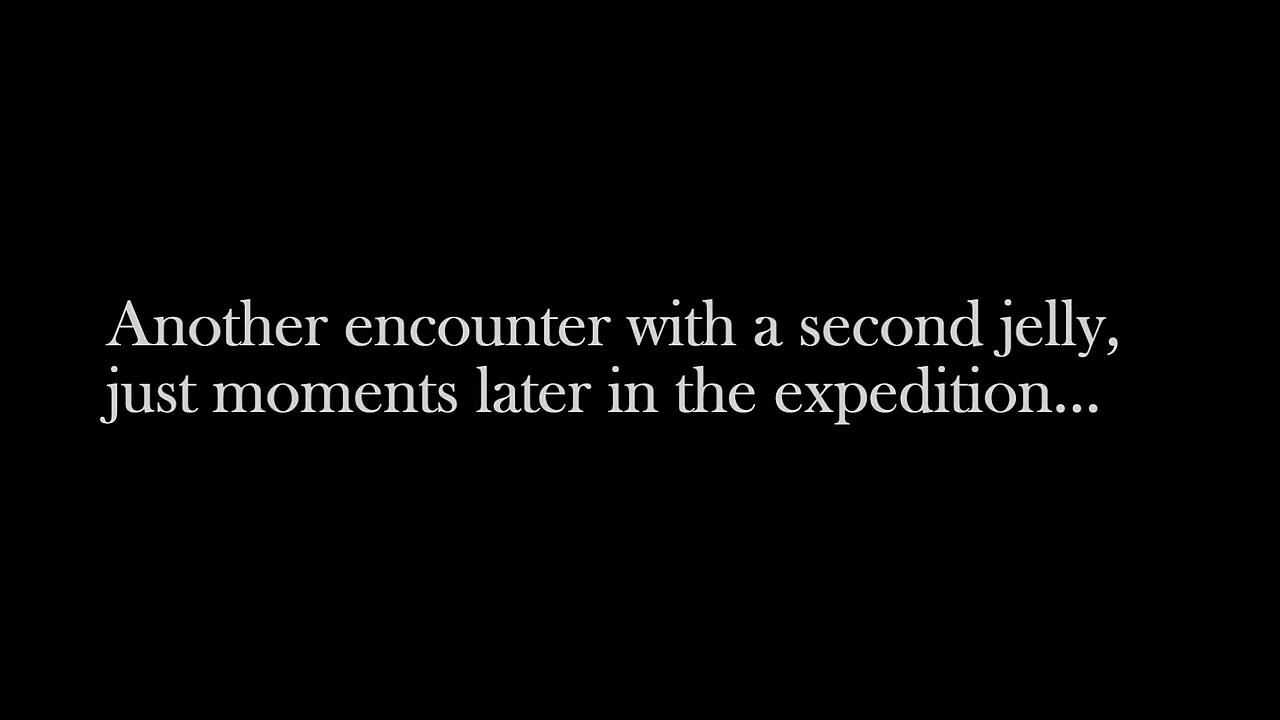 Another encounter with a second jelly,
just moments later in the expedition...